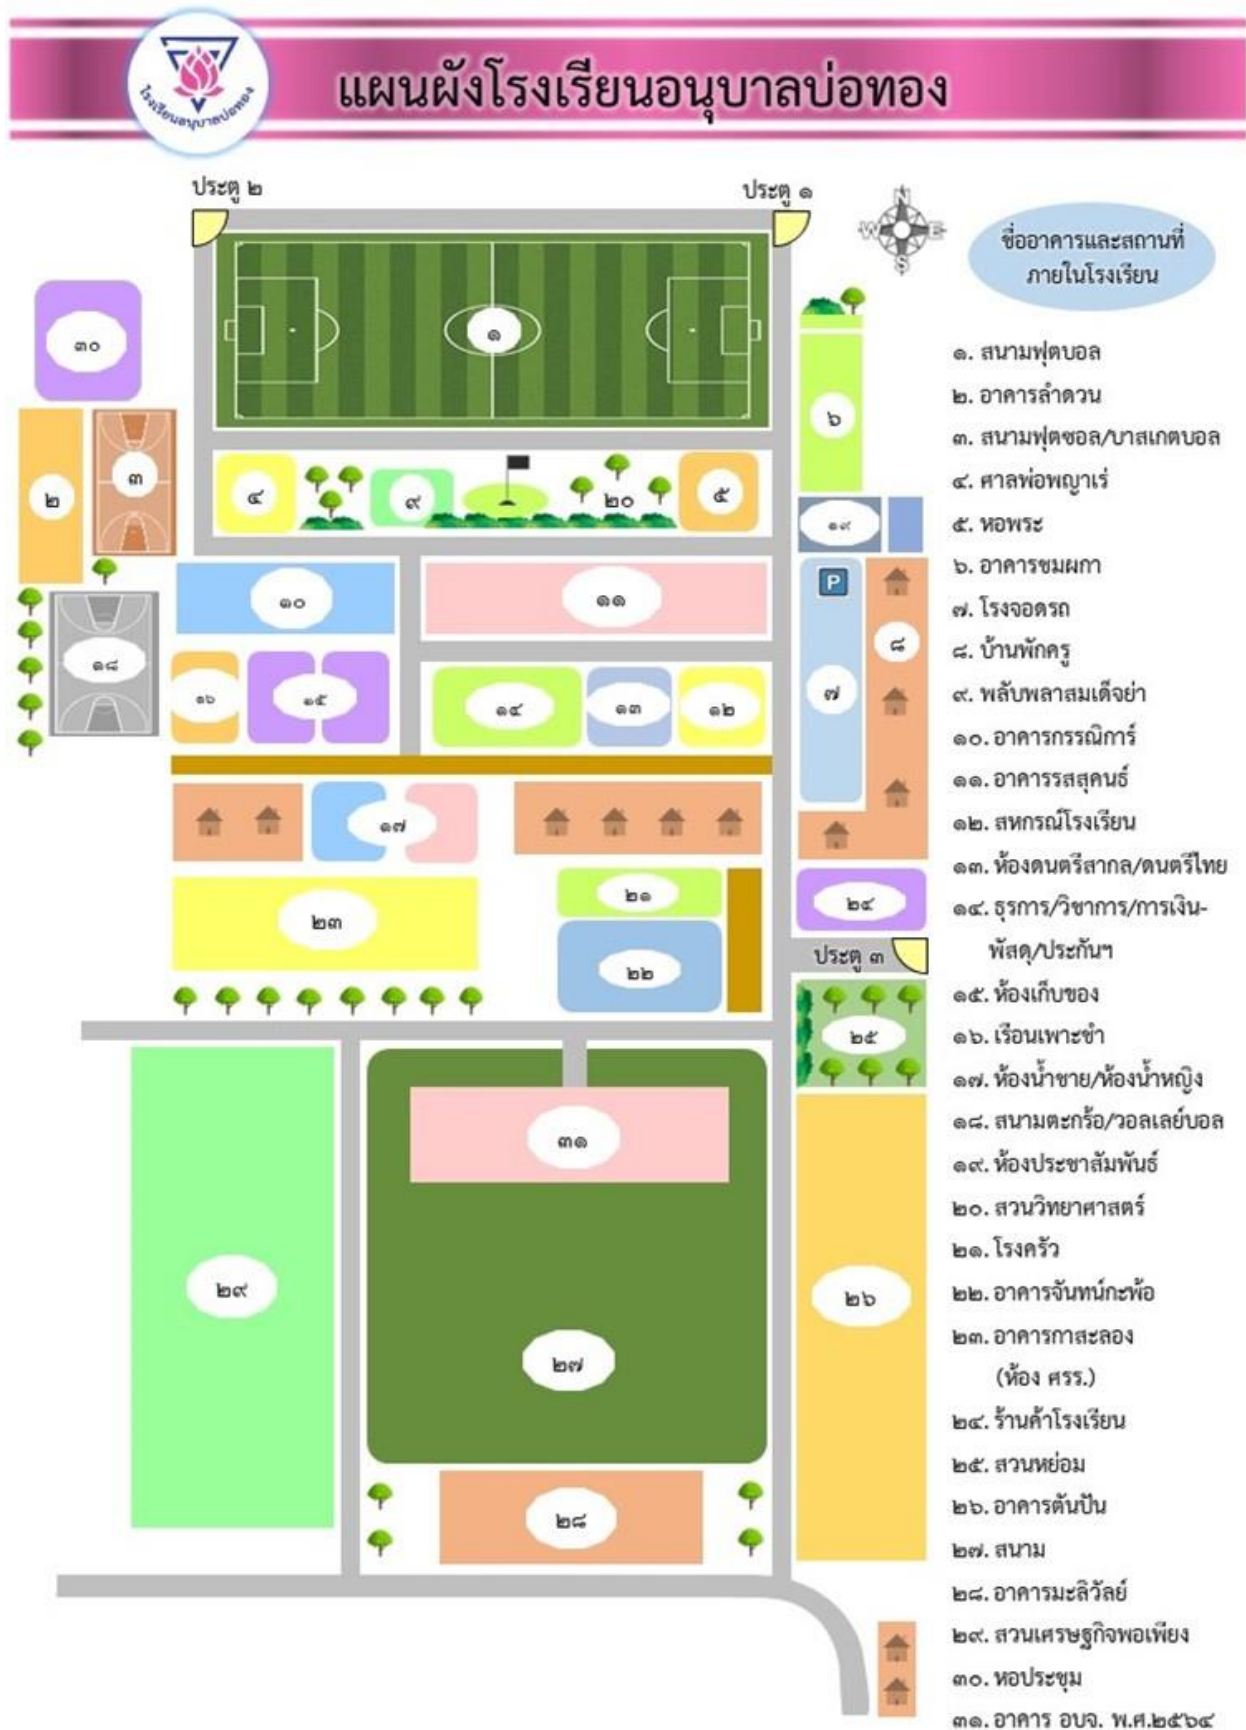 แผนผังโรงเรียนอนุบาลบ่อทอง
โรงเรียนอนุบาลบ่อทอง
ประตู ๒
ประตู ๑
N
W E
S
ชื่ออาคารและสถานที่
ภายในโรงเรียน
๑
๓๐
๖
๒
๓
๔
๙
๒๐
๕
๑๙
๑๐
๑๑
P
๘
๑๘
๑๖
๑๕
๑๔
๑๓
๑๒
๗
๑๗
๒๓
๒๑
๒๔
๒๒
ประตู ๓
๒๕
๓๑
๒๙
๒๖
๒๗
๒๘
๑. สนามฟุตบอล
๒. อาคารลำดวน
๓. สนามฟุตซอล/บาสเกตบอล
๔. ศาลพ่อพญาเร่
๕. หอพระ
๖. อาคารชมผกา
๗. โรงจอดรถ
๘. บ้านพักครู
๙. พลับพลาสมเด็จย่า
๑๐. อาคารกรรณิการ์
๑๑. อาคารรสสุคนธ์
๑๒. สหกรณ์โรงเรียน
๑๓. ห้องดนตรีสากล/ดนตรีไทย
๑๔. ธุรการ/วิชาการ/การเงิน-
พัสดุ/ประกันฯ
๑๕. ห้องเก็บของ
๑๖. เรือนเพาะชำ
๑๗. ห้องน้ำชาย/ห้องน้ำหญิง
๑๘. สนามตะกร้อ/วอลเลย์บอล
๑๙. ห้องประชาสัมพันธ์
๒๐. สวนวิทยาศาสตร์
๒๑. โรงครัว
๒๒. อาคารจันทน์กะพ้อ
๒๓. อาคารกาสะลอง
(ห้อง ศรร.)
๒๔. ร้านค้าโรงเรียน
๒๕. สวนหย่อม
๒๖. อาคารตันปัน
๒๗. สนาม
๒๘. อาคารมะลิวัลย์
๒๙. สวนเศรษฐกิจพอเพียง
๓๐. หอประชุม
๓๑. อาคาร อบจ. พ.ศ.๒๕๖๔